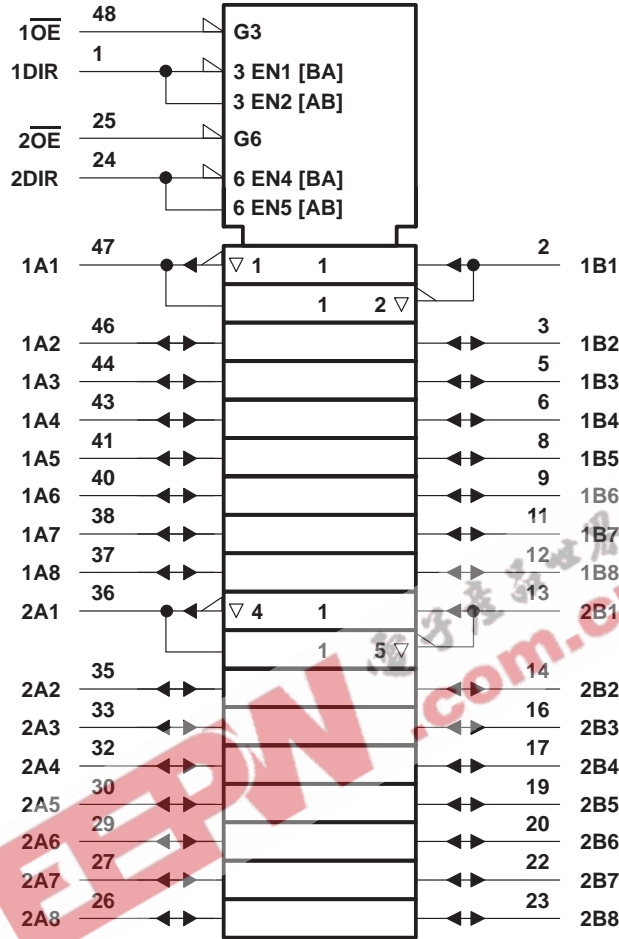 1O̅E̅ 48 G3
1DIR 1 3 EN1 [BA]
3 EN2 [AB]
2O̅E̅ 25 G6
2DIR 24 6 EN4 [BA]
6 EN5 [AB]
1A1 47 ▽ 1 1 2 1B1
1 2 ▽
1A2 46 3 1B2
1A3 44 5 1B3
1A4 43 6 1B4
1A5 41 8 1B5
1A6 40 9 1B6
1A7 38 11 1B7
1A8 37 12 1B8
2A1 36 ▽ 4 1 13 2B1
1 5 ▽
2A2 35 14 2B2
2A3 33 16 2B3
2A4 32 17 2B4
2A5 30 19 2B5
2A6 29 20 2B6
2A7 27 22 2B7
2A8 26 23 2B8
EEPW
.com.c